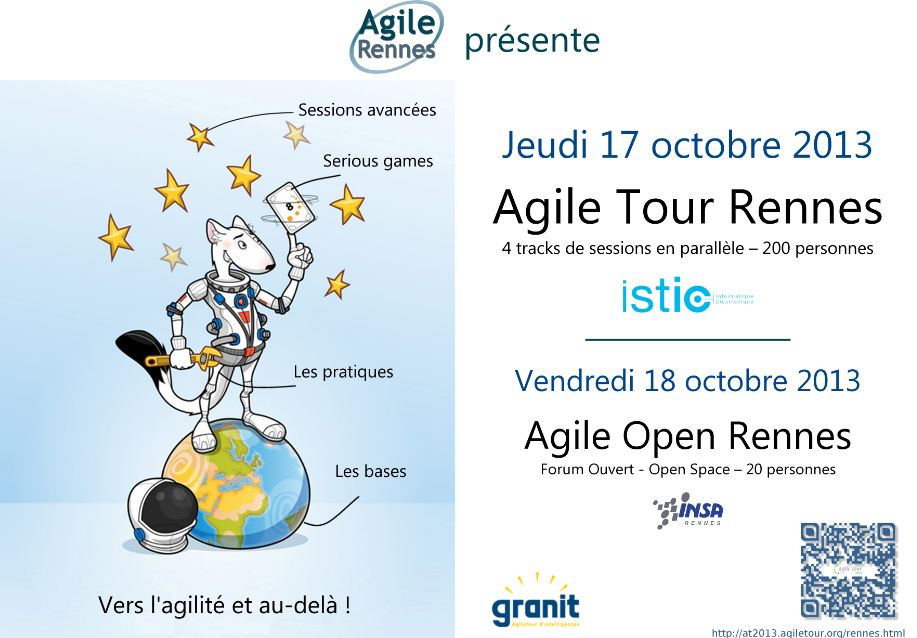 Agile
Rennes
présente
Sessions avancées
Serious games
8
Les pratiques
Les bases
Vers l'agilité et au-delà !
Jeudi 17 octobre 2013
Agile Tour Rennes
4 tracks de sessions en parallèle – 200 personnes
istic
informatique
électronique
Vendredi 18 octobre 2013
Agile Open Rennes
Forum Ouvert - Open Space – 20 personnes
INSA
RENNES
granit
Agitateur d'intelligences
agile tour
http://at2013.agiletour.org/rennes.html